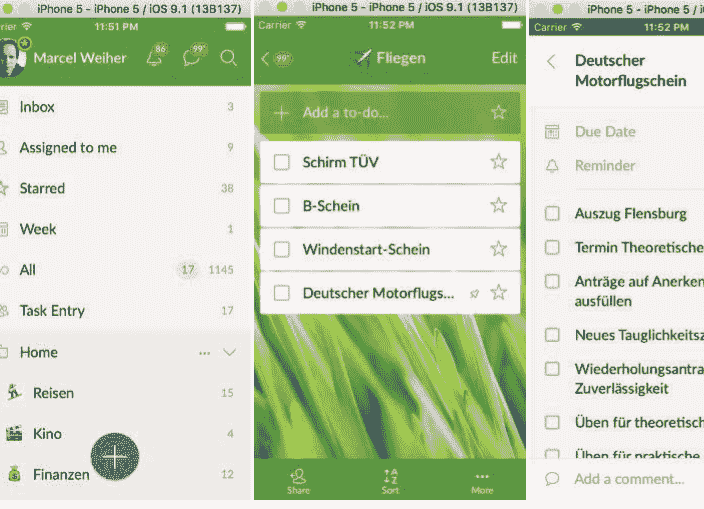 iPhone 5 - iPhone 5 / iOS 9.1 (13B137)
rier 11:51 PM
Marcel Weiher 86 99+
Inbox 3
Assigned to me 9
Starred 38
Week 1
All 17 1145
Task Entry 17
Home
Reisen 15
Kino 4
Finanzen 12
iPhone 5 - iPhone 5 / iOS 9.1 (13B137)
Carrier 11:52 PM
99+ Fliegen Edit
Add a to-do...
Schirm TÜV
B-Schein
Windenstart-Schein
Deutscher Motorflugs...
Share Sort More
iPhone 5 - iPhone 5 / i
Carrier 11:52 PM
Deutscher
Motorflugschein
Due Date
Reminder
Auszug Flensburg
Termin Theoretische
Anträge auf Anerken
ausfüllen
Neues Tauglichkeitsz
Wiederholungsantra
Zuverlässigkeit
Üben für theoretisch
Üben für praktische
Add a comment...